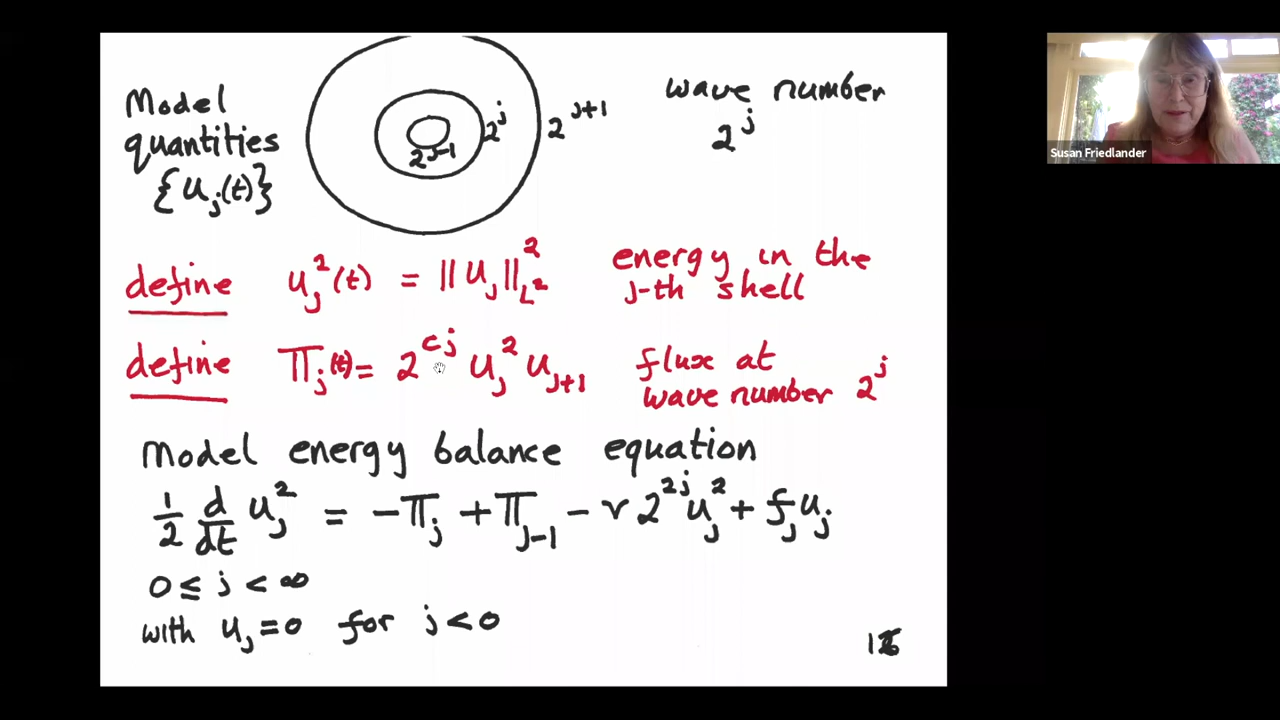 Model
quantities
{u_j(t)}
2^{j-1}
2^j
2^{j+1}
wave number
2^j
define u_j^2(t) = ||u_j||_{L^2}^2 energy in the
j-th shell
define Π_j(t) = 2^{cj} u_j^2 u_{j+1} flux at
wave number 2^j
Model energy balance equation
1/2 d/dt u_j^2 = -Π_j + Π_{j-1} - ν 2^{2j} u_j^2 + f_j u_j
0 ≤ j < ∞
with u_j = 0 for j < 0
Susan Friedlander